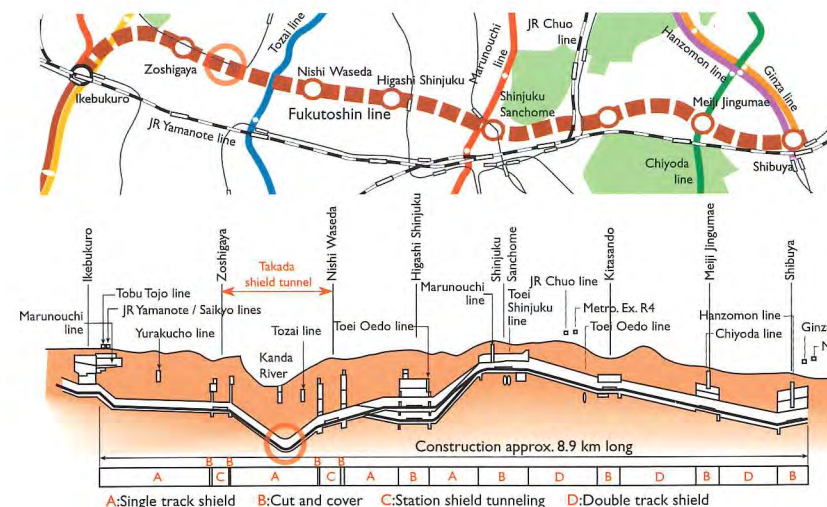 Tozai line
Marunouchi
line
JR Chuo
line
Hanzomon line
Ginza line
Zoshigaya
Ikebukuro
Nishi Waseda
Higashi Shinjuku
Fukutoshin line
JR Yamanote line
Shinjuku
Sanchome
Meiji Jingumae
Chiyoda
line
Shibuya
Ikebukuro
Zoshigaya
Nishi Waseda
Higashi Shinjuku
Shinjuku
Sanchome
Kitasando
Meiji Jingumae
Shibuya
Takada
shield tunnel
Tobu Tojo line
JR Yamanote / Saikyo lines
Marunouchi
line
Yurakucho line
Kanda
River
Tozai line
Toei Oedo line
Marunouchi
line
Toei
Shinjuku
line
JR Chuo line
Metro. Ex. R4
Toei Oedo line
Hanzomon line
Chiyoda line
Ginz
Construction approx. 8.9 km long
B B B B
A C A C A B A B D B D B D B
A:Single track shield B:Cut and cover C:Station shield tunneling D:Double track shield